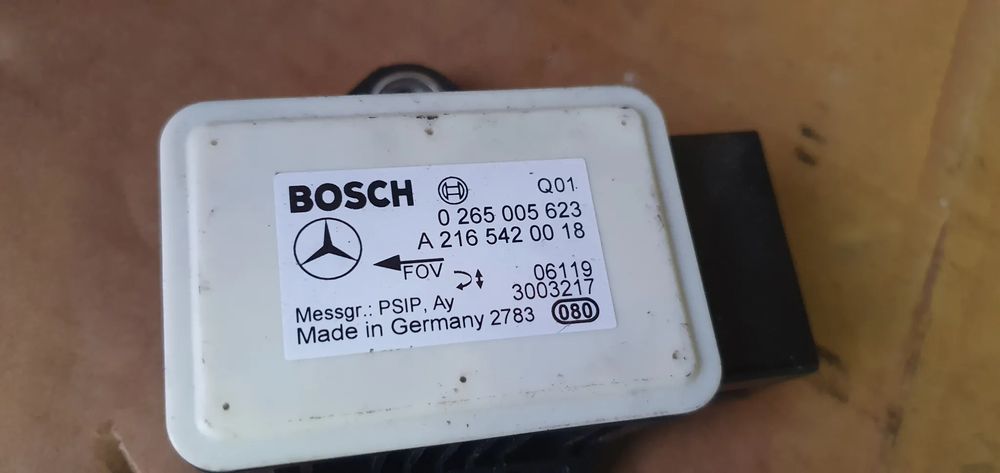 BOSCH
Q01
0 265 005 623
A 216 542 00 18
FOV
06119
3003217
Messgr.: PSIP, Ay
Made in Germany 2783 080